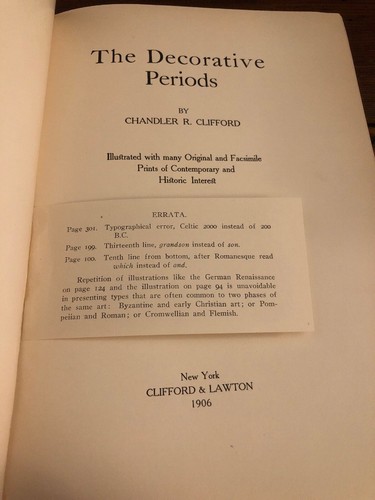 The Decorative
Periods
BY
CHANDLER R. CLIFFORD
Illustrated with many Original and Facsimile
Prints of Contemporary and
Historic Interest
ERRATA.
Page 301. Typographical error, Celtic 2000 instead of 200
B.C.
Page 199. Thirteenth line, grandson instead of son.
Page 100. Tenth line from bottom, after Romanesque read
which instead of and.
Repetition of illustrations like the German Renaissance
on page 124 and the illustration on page 94 is unavoidable
in presenting types that are often common to two phases of
the same art: Byzantine and early Christian art; or Pom-
peiian and Roman; or Cromwellian and Flemish.
New York
CLIFFORD & LAWTON
1906